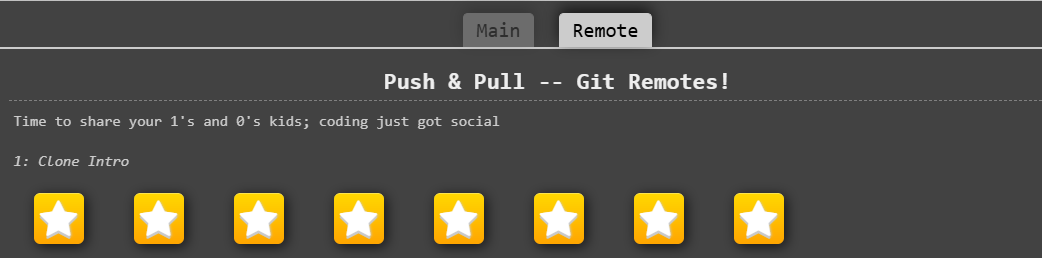 Main
Remote
Push & Pull -- Git Remotes!
Time to share your 1's and 0's kids; coding just got social
1: Clone Intro